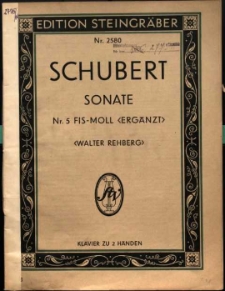 EDITION STEINGRÄBER
Nr. 2580
SCHUBERT
SONATE
Nr. 5 FIS-MOLL <ERGÄNZT>
<WALTER REHBERG>
KLAVIER ZU 2 HÄNDEN